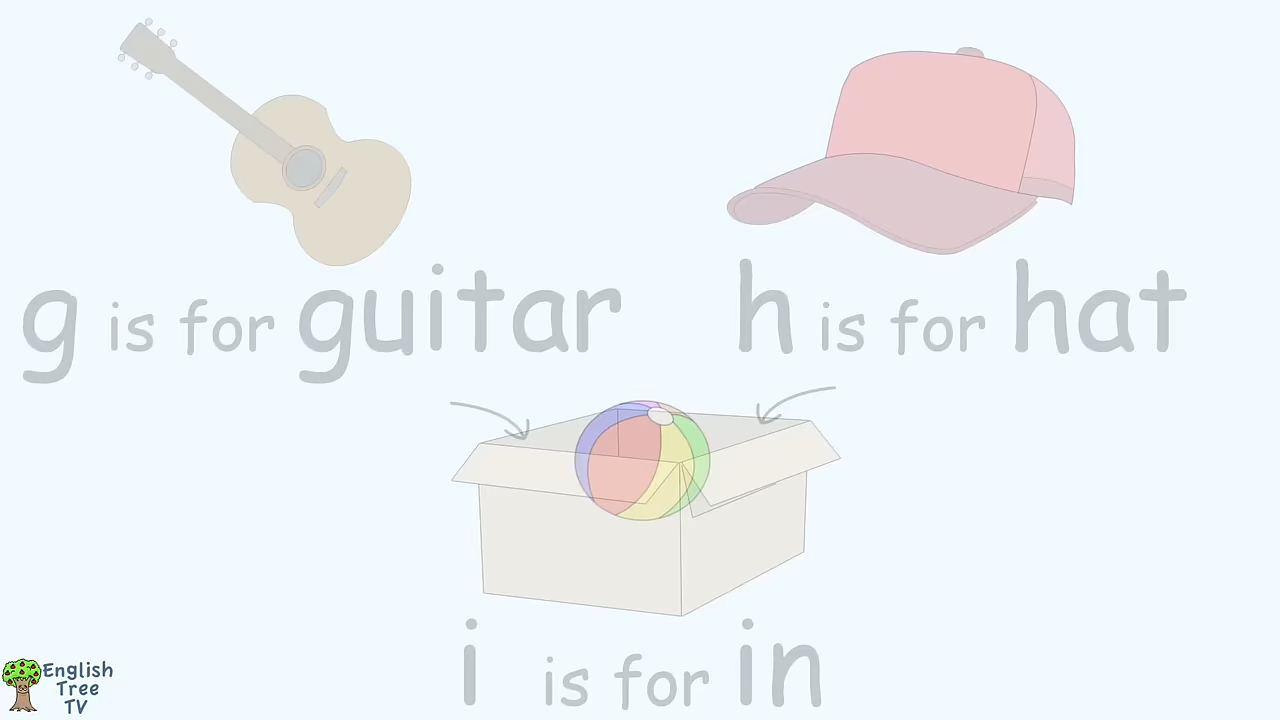 g is for guitar
h is for hat
i is for in
English
Tree
TV